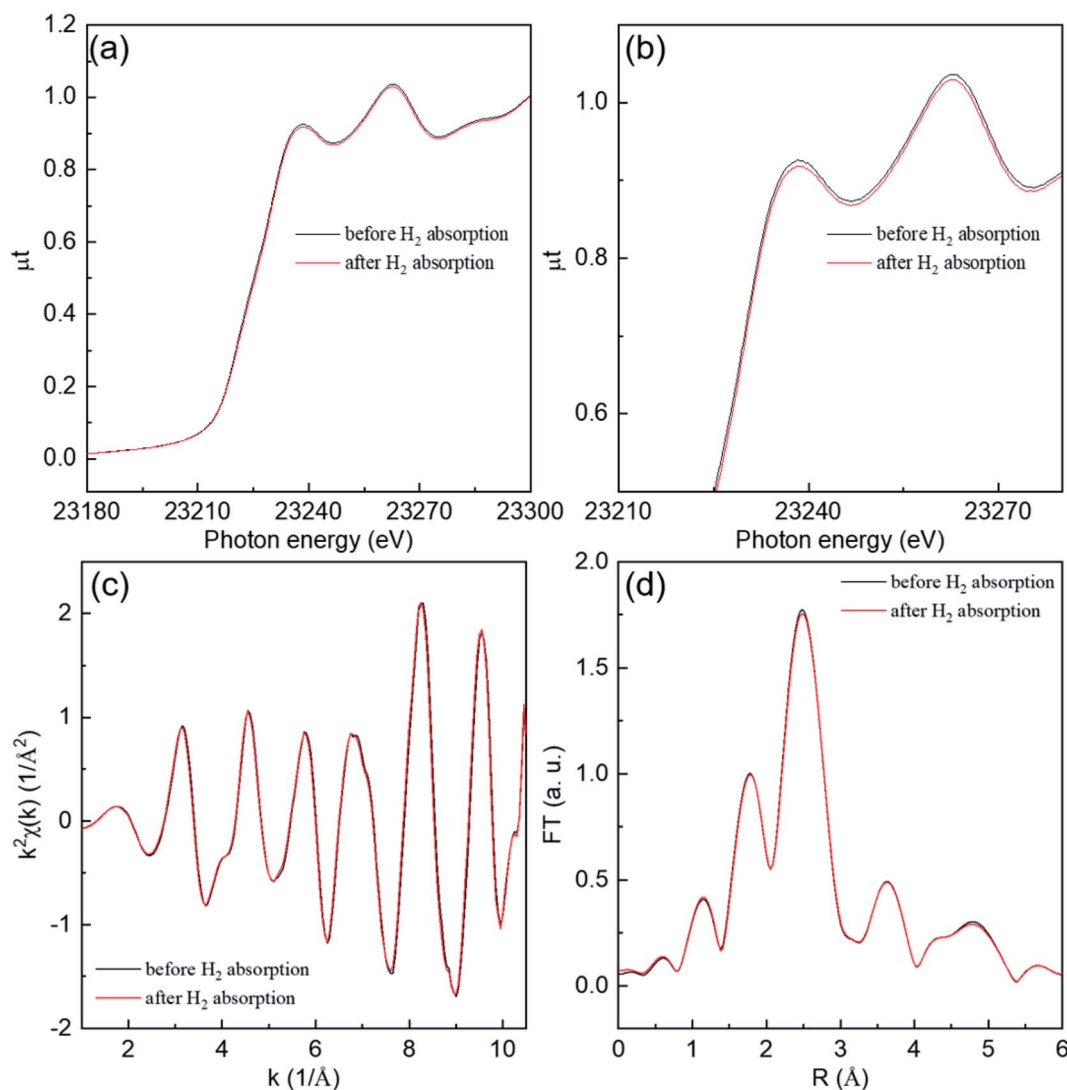 (a)
1.2
1.0
0.8
0.6
0.4
0.2
0.0
μt
before H₂ absorption
after H₂ absorption
23180 23210 23240 23270 23300
Photon energy (eV)
(b)
1.0
0.8
0.6
μt
before H₂ absorption
after H₂ absorption
23210 23240 23270
Photon energy (eV)
(c)
2
1
0
-1
-2
k²χ(k) (1/Å²)
before H₂ absorption
after H₂ absorption
2 4 6 8 10
k (1/Å)
(d)
2.0
1.5
1.0
0.5
0.0
FT (a. u.)
before H₂ absorption
after H₂ absorption
0 1 2 3 4 5 6
R (Å)